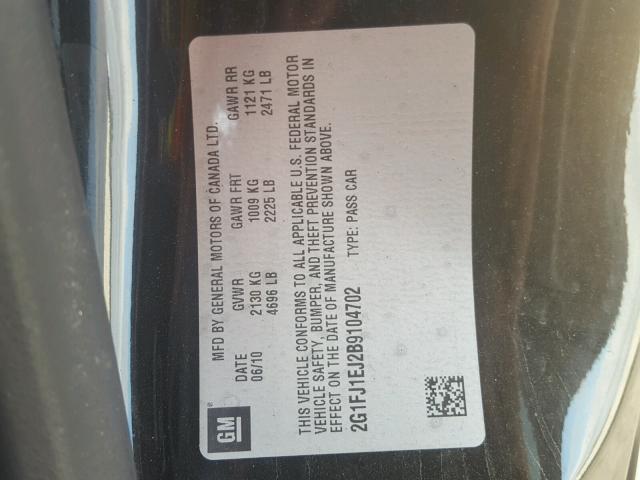 GM
MFD BY GENERAL MOTORS OF CANADA LTD.
DATE GVWR GAWR FRT GAWR RR
06/10 2130 KG 1009 KG 1121 KG
4696 LB 2225 LB 2471 LB
THIS VEHICLE CONFORMS TO ALL APPLICABLE U.S. FEDERAL MOTOR
VEHICLE SAFETY, BUMPER, AND THEFT PREVENTION STANDARDS IN
EFFECT ON THE DATE OF MANUFACTURE SHOWN ABOVE.
2G1FJ1EJ2B9104702 TYPE: PASS CAR